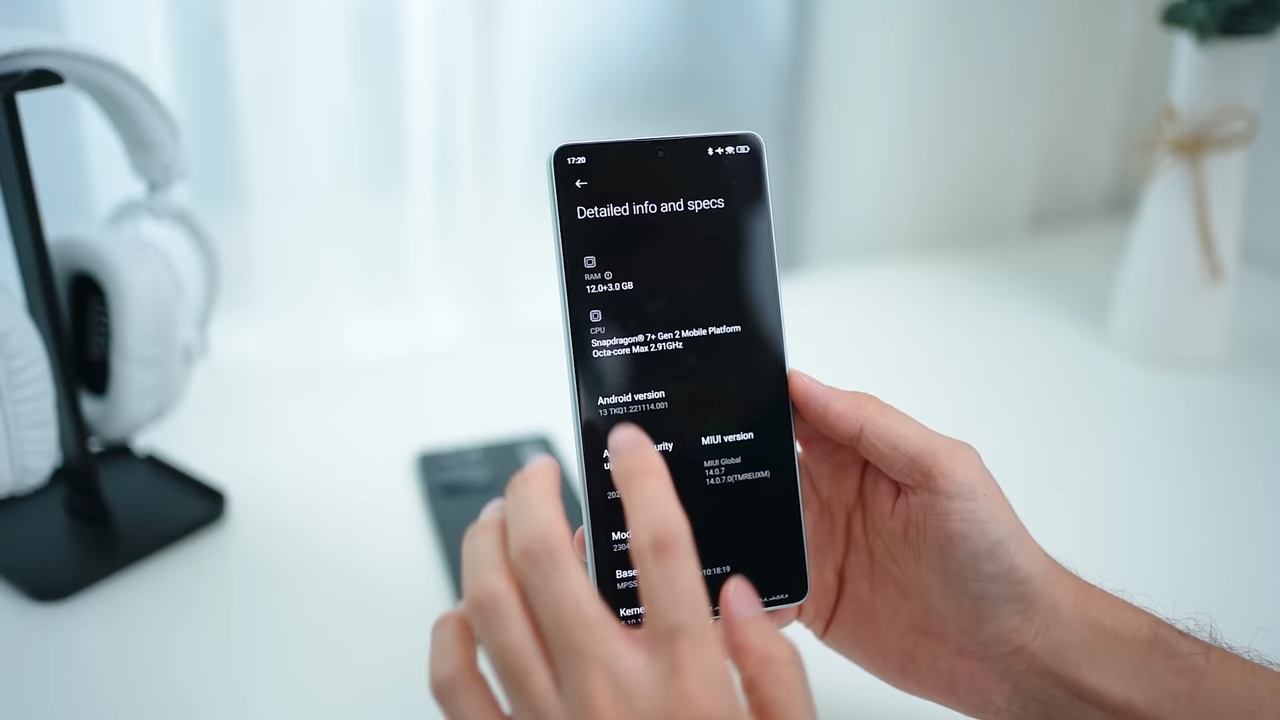 17:20
Detailed info and specs
RAM
12.0+3.0 GB
CPU
Snapdragon® 7+ Gen 2 Mobile Platform
Octa-core Max 2.91GHz
Android version
13 TKQ1.221114.001
MIUI version
MIUI Global
14.0.7
14.0.7.0(TMREUXM)